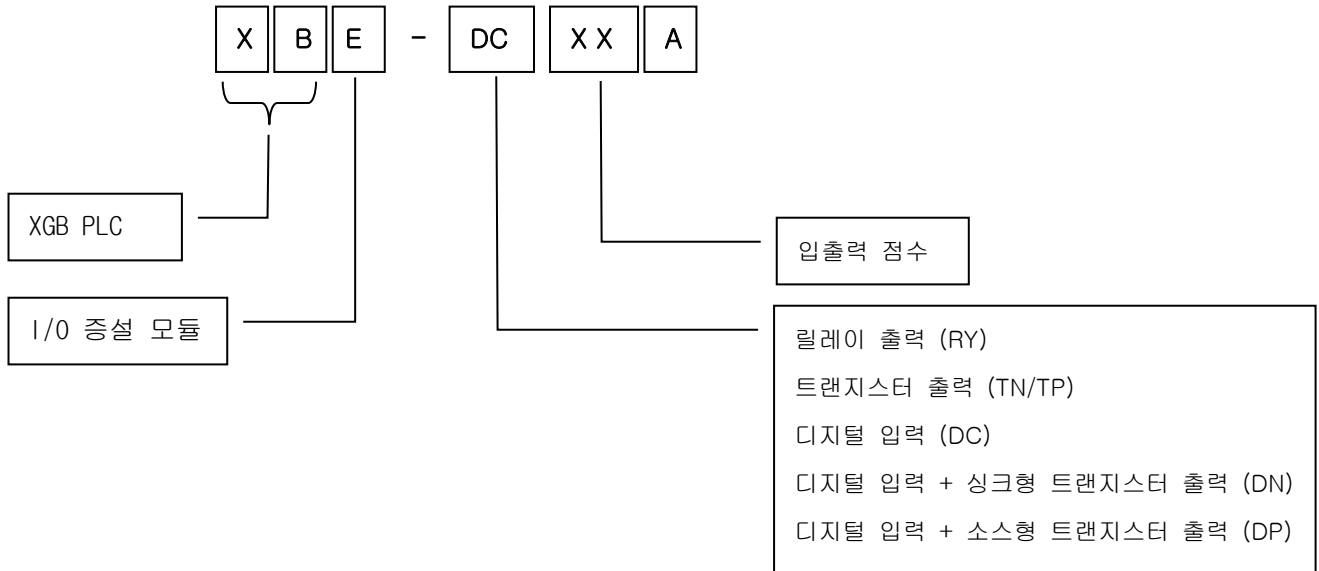 X B E - DC XX A
XGB PLC
입출력 점수
I/O 증설 모듈
릴레이 출력 (RY)
트랜지스터 출력 (TN/TP)
디지털 입력 (DC)
디지털 입력 + 싱크형 트랜지스터 출력 (DN)
디지털 입력 + 소스형 트랜지스터 출력 (DP)